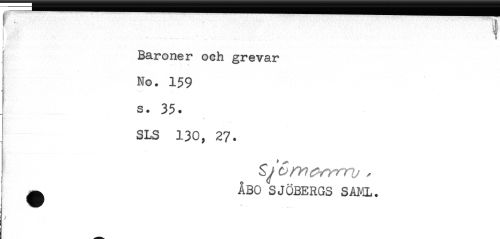 Baroner och grevar
No. 159
s. 35.
SLS 130, 27.
Sjömann.
ÅBO SJÖBERGS SAML.